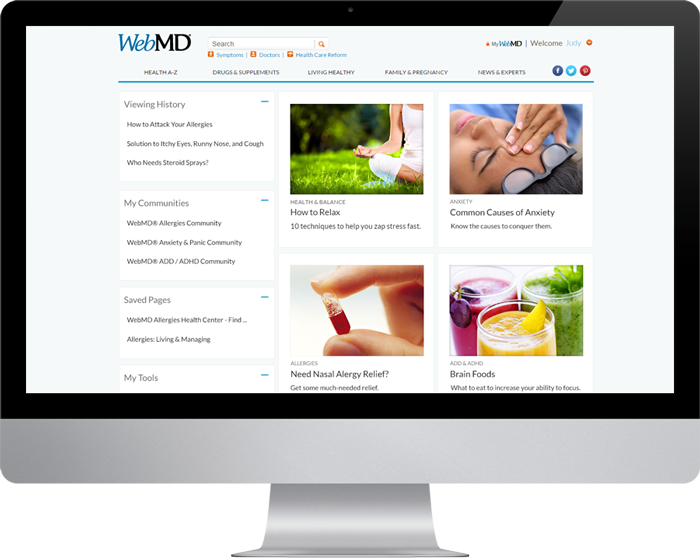 WebMD
Search
Symptoms | Doctors | Health Care Reform
My WebMD | Welcome Judy
HEALTH A-Z DRUGS & SUPPLEMENTS LIVING HEALTHY FAMILY & PREGNANCY NEWS & EXPERTS
Viewing History
How to Attack Your Allergies
Solution to Itchy Eyes, Runny Nose, and Cough
Who Needs Steroid Sprays?
My Communities
WebMD® Allergies Community
WebMD® Anxiety & Panic Community
WebMD® ADD / ADHD Community
Saved Pages
WebMD Allergies Health Center - Find ...
Allergies: Living & Managing
My Tools
HEALTH & BALANCE
How to Relax
10 techniques to help you zap stress fast.
ANXIETY
Common Causes of Anxiety
Know the causes to conquer them.
ALLERGIES
Need Nasal Alergy Relief?
Get some much-needed relief.
ADD & ADHD
Brain Foods
What to eat to increase your ability to focus.